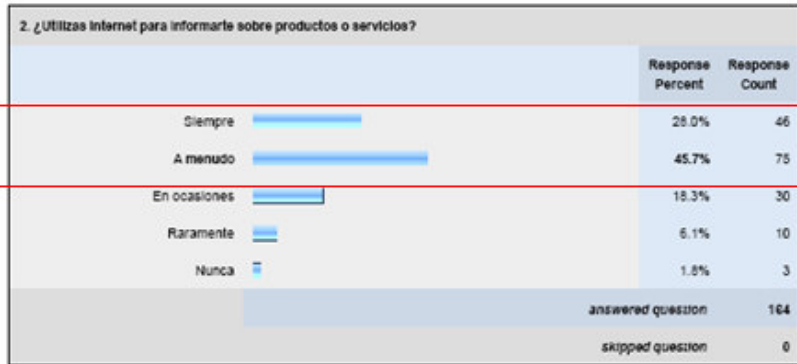 2. ¿Utilizas Internet para informarte sobre productos o servicios?
Response Percent Response Count
Siempre 28.0% 46
A menudo 45.7% 75
En ocasiones 18.3% 30
Raramente 6.1% 10
Nunca 1.8% 3
answered question 164
skipped question 0